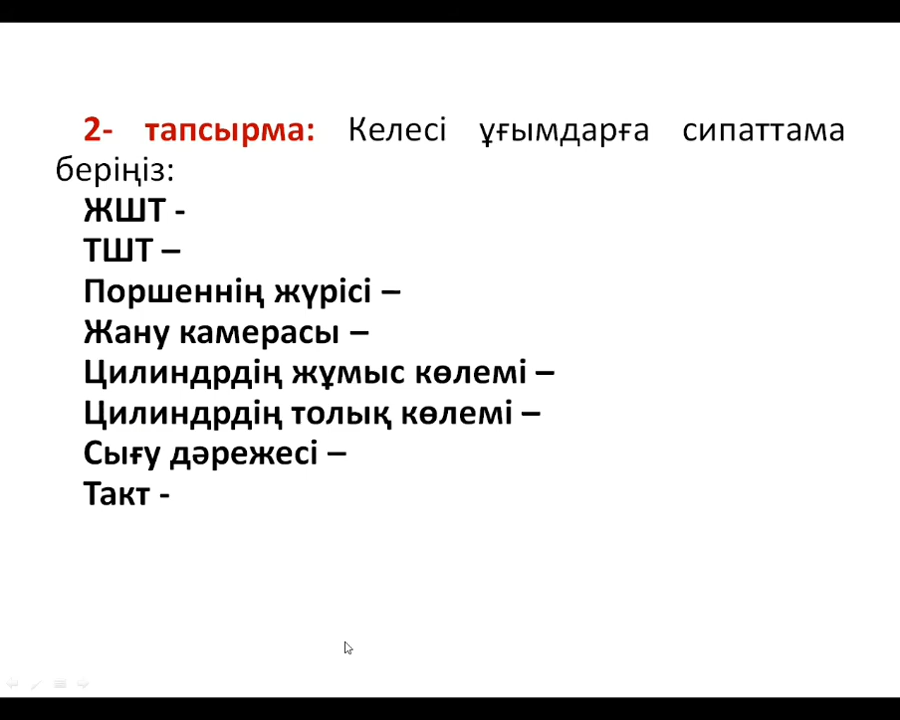 2- тапсырма: Келесі ұғымдарға сипаттама
беріңіз:
ЖШТ -
ТШТ –
Поршеннің жүрісі –
Жану камерасы –
Цилиндрдің жұмыс көлемі –
Цилиндрдің толық көлемі –
Сығу дәрежесі –
Такт -